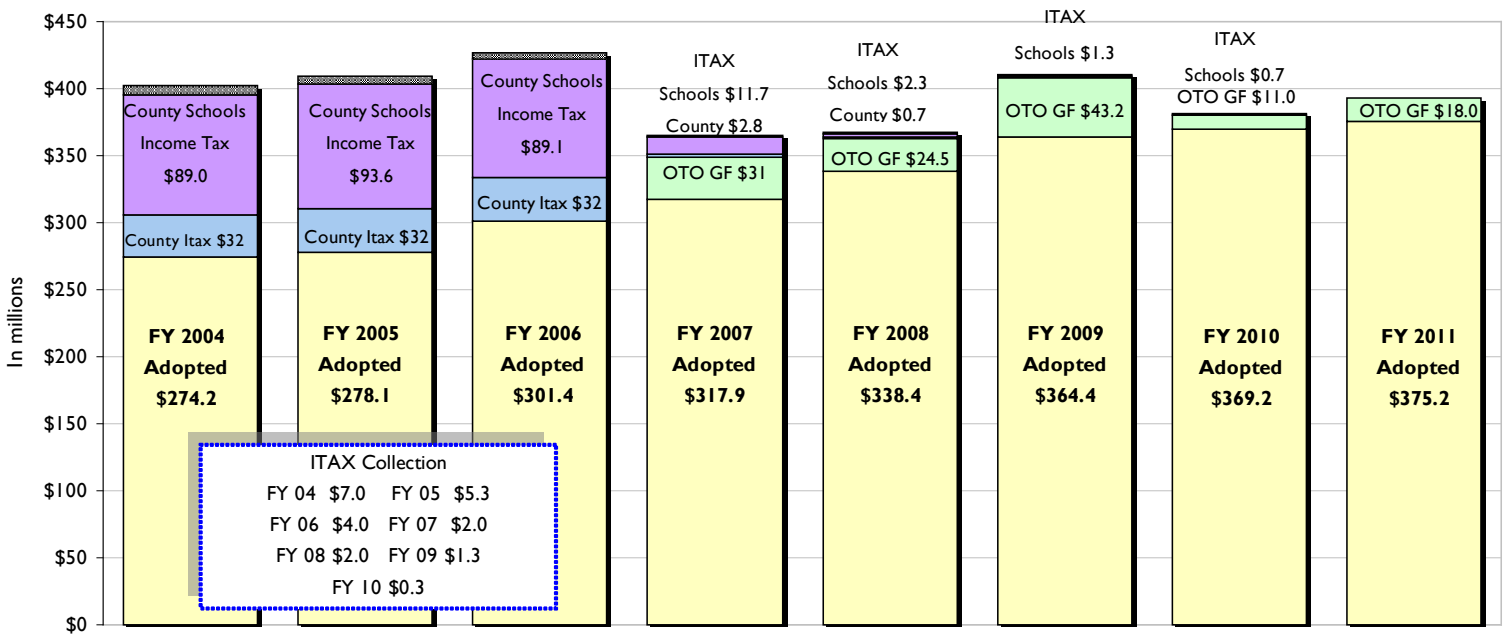 $450
$400
$350
$300
$250
$200
$150
$100
$50
$0
In millions
County Schools
Income Tax
$89.0
County Itax $32
FY 2004
Adopted
$274.2
County Schools
Income Tax
$93.6
County Itax $32
FY 2005
Adopted
$278.1
County Schools
Income Tax
$89.1
County Itax $32
FY 2006
Adopted
$301.4
ITAX
Schools $11.7
County $2.8
OTO GF $31
FY 2007
Adopted
$317.9
ITAX
Schools $2.3
County $0.7
OTO GF $24.5
FY 2008
Adopted
$338.4
ITAX
Schools $1.3
OTO GF $43.2
FY 2009
Adopted
$364.4
ITAX
Schools $0.7
OTO GF $11.0
FY 2010
Adopted
$369.2
OTO GF $18.0
FY 2011
Adopted
$375.2
ITAX Collection
FY 04 $7.0 FY 05 $5.3
FY 06 $4.0 FY 07 $2.0
FY 08 $2.0 FY 09 $1.3
FY 10 $0.3